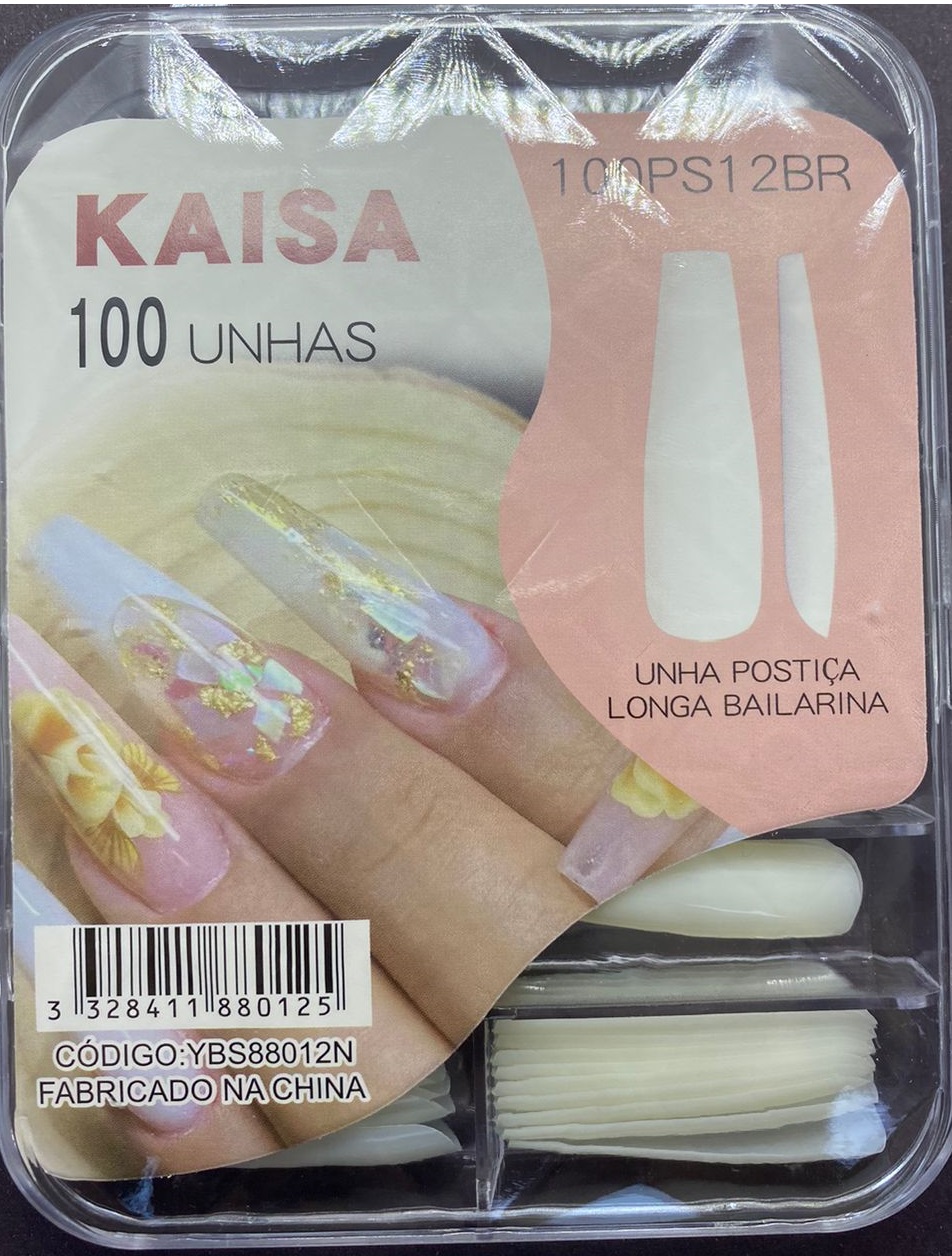 KAISA
100 UNHAS
100PS12BR
UNHA POSTIÇA
LONGA BAILARINA
3 328411 880125
CÓDIGO:YBS88012N
FABRICADO NA CHINA